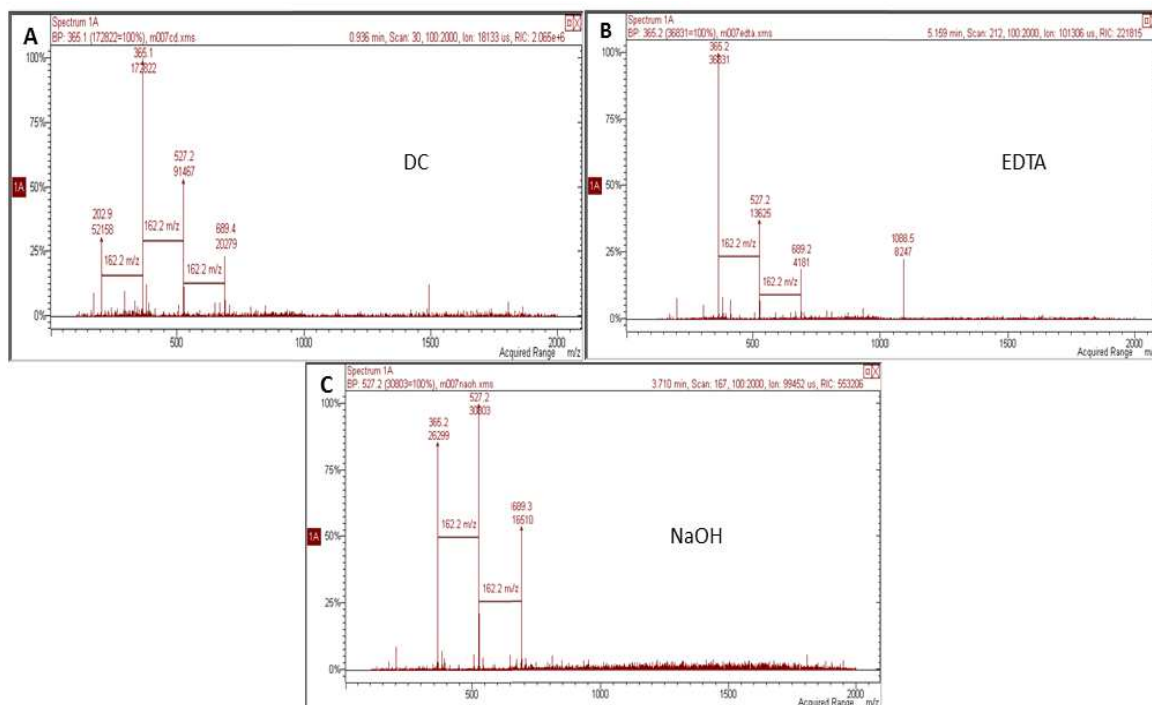 A
Spectrum 1A
BP: 365.1 (172822=100%), m007cd.xms
0.936 min, Scan: 30, 100:2000, Ion: 18133 us, RIC: 2.065e+6
100%
75%
50%
25%
0%
1A
365.1
172822
527.2
91467
202.9
52158
689.4
20279
162.2 m/z
162.2 m/z
162.2 m/z
DC
500
1000
1500
2000
Acquired Range m/z
B
Spectrum 1A
BP: 365.2 (36831=100%), m007edta.xms
5.159 min, Scan: 212, 100:2000, Ion: 101306 us, RIC: 221815
100%
75%
50%
25%
0%
1A
365.2
36831
527.2
13625
689.2
4181
1088.5
8247
162.2 m/z
162.2 m/z
EDTA
500
1000
1500
2000
Acquired Range m/z
C
Spectrum 1A
BP: 527.2 (30803=100%), m007naoh.xms
3.710 min, Scan: 167, 100:2000, Ion: 99452 us, RIC: 553206
100%
75%
50%
25%
0%
1A
527.2
30803
365.2
26299
689.3
16510
162.2 m/z
162.2 m/z
NaOH
500
1000
1500
2000
Acquired Range m/z